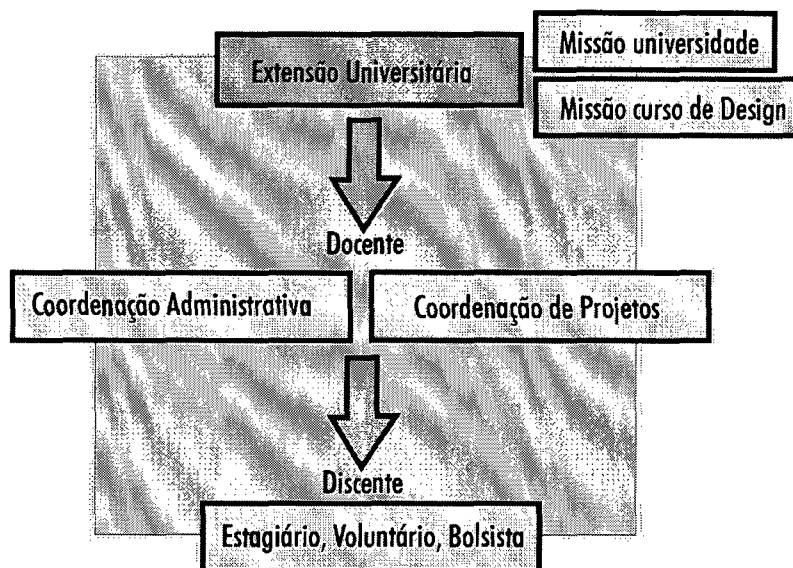 Extensão Universitária
Missão universidade
Missão curso de Design
Docente
Coordenação Administrativa
Coordenação de Projetos
Discente
Estagiário, Voluntário, Bolsista